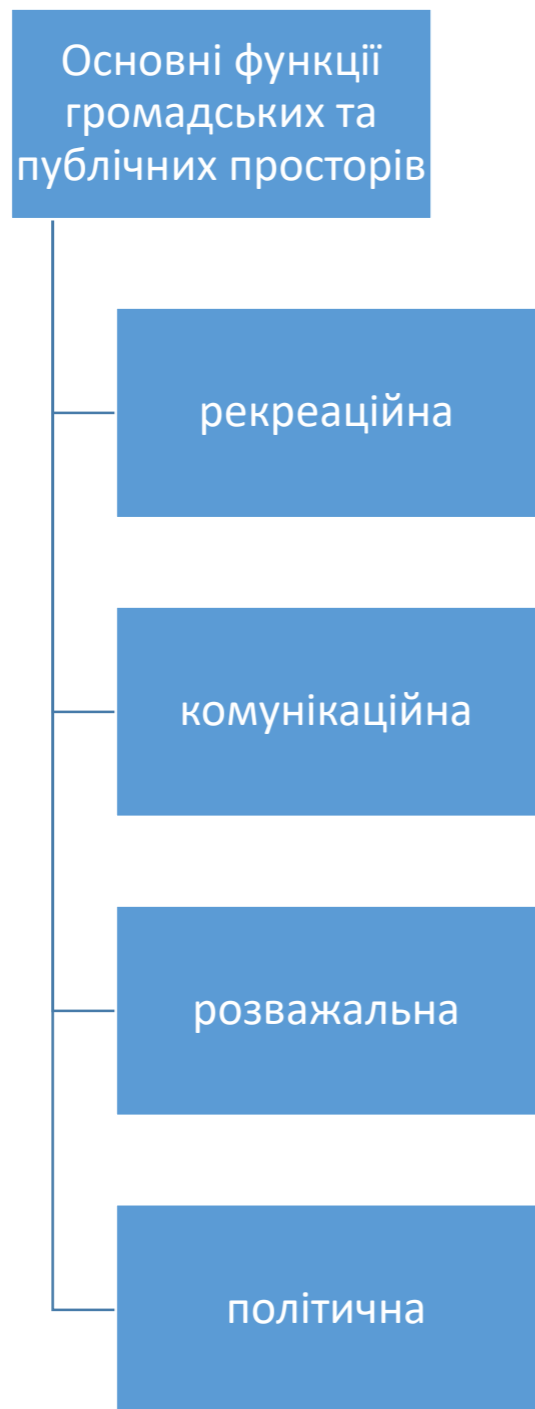 Основні функції
громадських та
публічних просторів
рекреаційна
комунікаційна
розважальна
політична